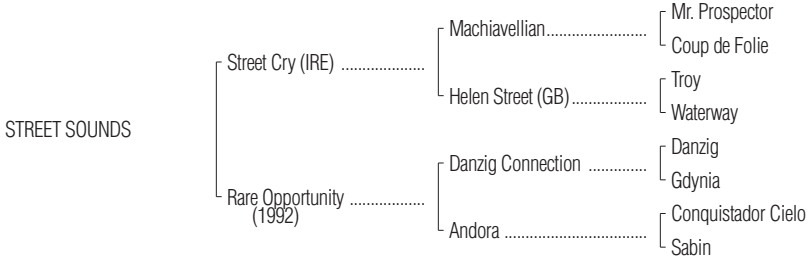 Mr. Prospector
Machiavellian........................
Coup de Folie
Street Cry (IRE) ....................
Troy
Helen Street (GB)..................
Waterway
STREET SOUNDS
Danzig
Danzig Connection ..............
Gdynia
Rare Opportunity ..................
(1992)
Conquistador Cielo
Andora ..................................
Sabin